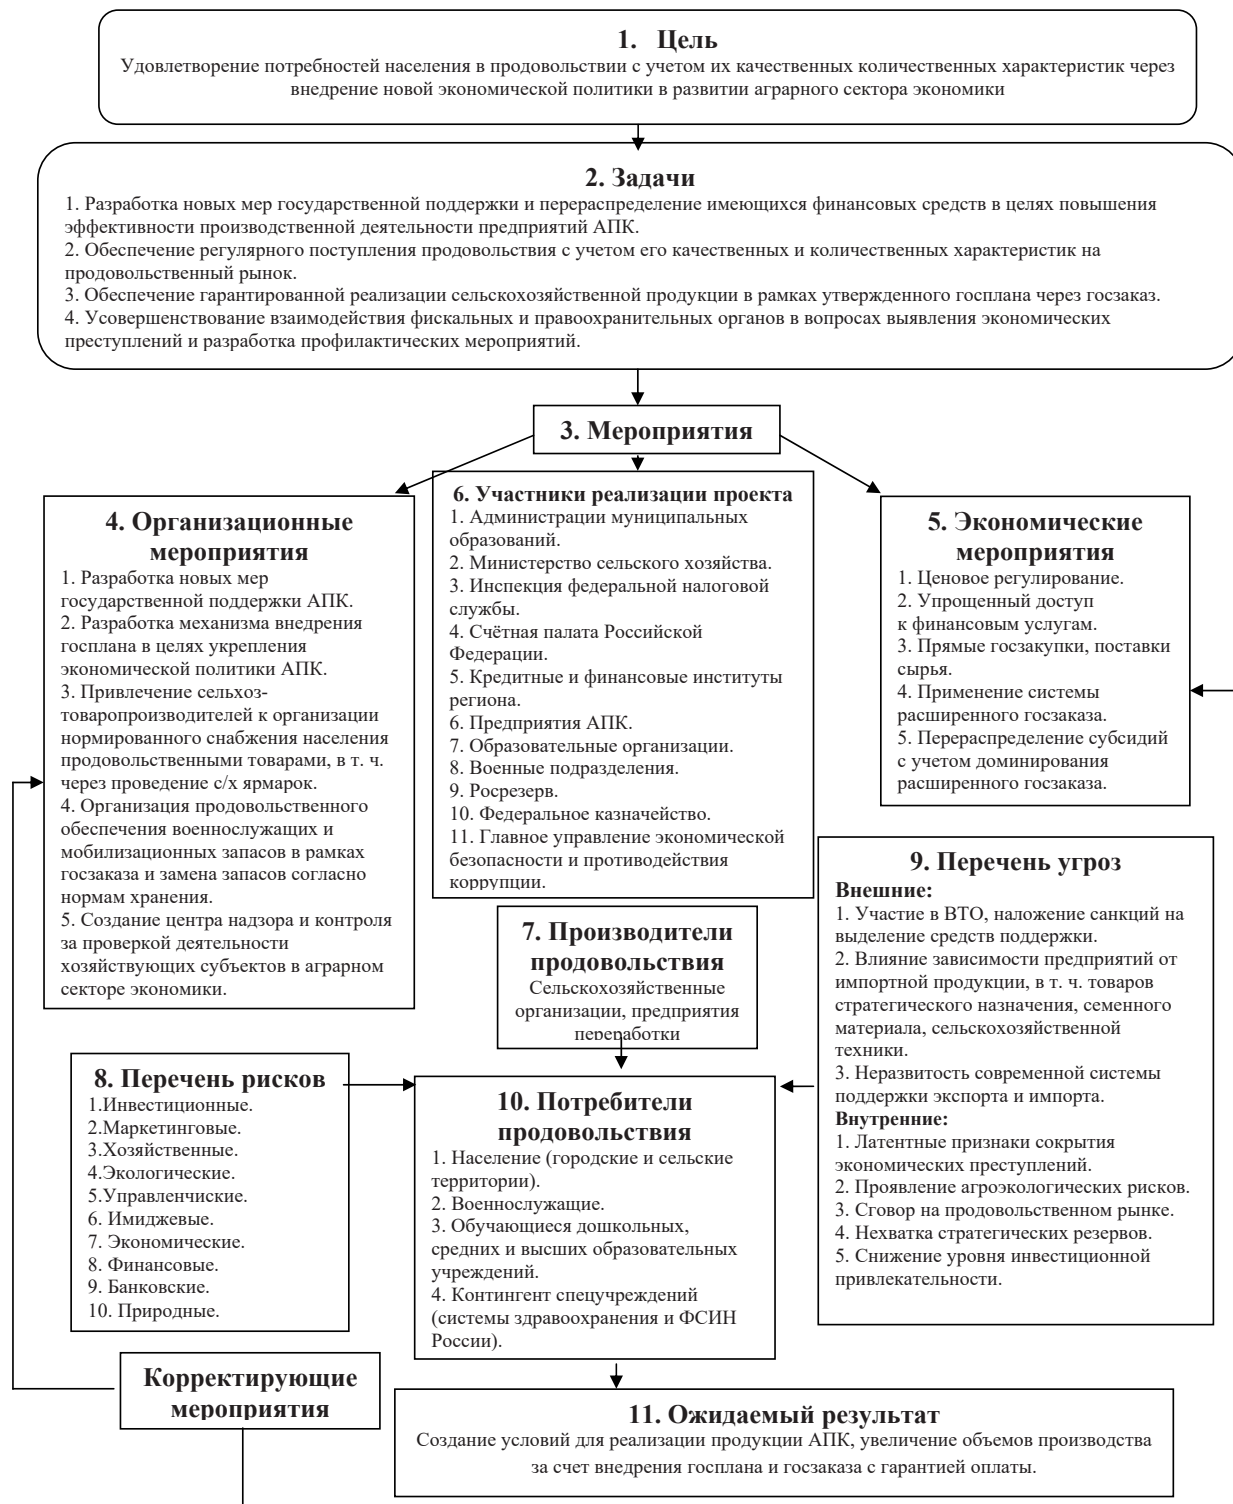 1. Цель
Удовлетворение потребностей населения в продовольствии с учетом их качественных количественных характеристик через
внедрение новой экономической политики в развитии аграрного сектора экономики
2. Задачи
1. Разработка новых мер государственной поддержки и перераспределение имеющихся финансовых средств в целях повышения
эффективности производственной деятельности предприятий АПК.
2. Обеспечение регулярного поступления продовольствия с учетом его качественных и количественных характеристик на
продовольственный рынок.
3. Обеспечение гарантированной реализации сельскохозяйственной продукции в рамках утвержденного госплана через госзаказ.
4. Усовершенствование взаимодействия фискальных и правоохранительных органов в вопросах выявления экономических
преступлений и разработка профилактических мероприятий.
3. Мероприятия
4. Организационные
мероприятия
1. Разработка новых мер
государственной поддержки АПК.
2. Разработка механизма внедрения
госплана в целях укрепления
экономической политики АПК.
3. Привлечение сельхоз-
товаропроизводителей к организации
нормированного снабжения населения
продовольственными товарами, в т. ч.
через проведение с/х ярмарок.
4. Организация продовольственного
обеспечения военнослужащих и
мобилизационных запасов в рамках
госзаказа и замена запасов согласно
нормам хранения.
5. Создание центра надзора и контроля
за проверкой деятельности
хозяйствующих субъектов в аграрном
секторе экономики.
6. Участники реализации проекта
1. Администрации муниципальных
образований.
2. Министерство сельского хозяйства.
3. Инспекция федеральной налоговой
службы.
4. Счётная палата Российской
Федерации.
5. Кредитные и финансовые институты
региона.
6. Предприятия АПК.
7. Образовательные организации.
8. Военные подразделения.
9. Росрезерв.
10. Федеральное казначейство.
11. Главное управление экономической
безопасности и противодействия
коррупции.
5. Экономические
мероприятия
1. Ценовое регулирование.
2. Упрощенный доступ
к финансовым услугам.
3. Прямые госзакупки, поставки
сырья.
4. Применение системы
расширенного госзаказа.
5. Перераспределение субсидий
с учетом доминирования
расширенного госзаказа.
7. Производители
продовольствия
Сельскохозяйственные
организации, предприятия
переработки
9. Перечень угроз
Внешние:
1. Участие в ВТО, наложение санкций на
выделение средств поддержки.
2. Влияние зависимости предприятий от
импортной продукции, в т. ч. товаров
стратегического назначения, семенного
материала, сельскохозяйственной
техники.
3. Неразвитость современной системы
поддержки экспорта и импорта.
Внутренние:
1. Латентные признаки сокрытия
экономических преступлений.
2. Проявление агроэкологических рисков.
3. Сговор на продовольственном рынке.
4. Нехватка стратегических резервов.
5. Снижение уровня инвестиционной
привлекательности.
8. Перечень рисков
1.Инвестиционные.
2.Маркетинговые.
3.Хозяйственные.
4.Экологические.
5.Управленчиские.
6. Имиджевые.
7. Экономические.
8. Финансовые.
9. Банковские.
10. Природные.
10. Потребители
продовольствия
1. Население (городские и сельские
территории).
2. Военнослужащие.
3. Обучающиеся дошкольных,
средних и высших образовательных
учреждений.
4. Контингент спецучреждений
(системы здравоохранения и ФСИН
России).
Корректирующие
мероприятия
11. Ожидаемый результат
Создание условий для реализации продукции АПК, увеличение объемов производства
за счет внедрения госплана и госзаказа с гарантией оплаты.